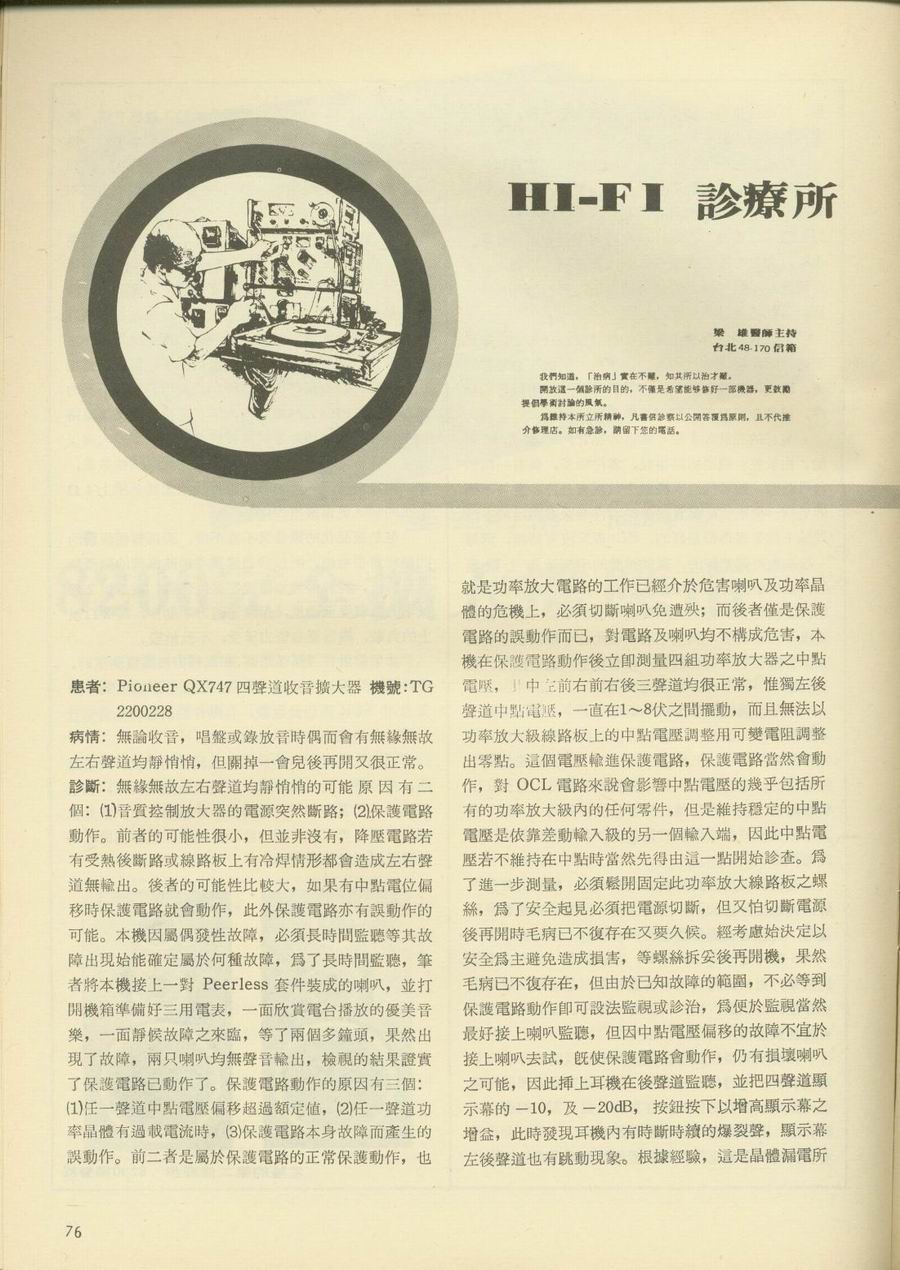 HI-FI 診療所
梁 雄醫師主持
台北48-170信箱
我們知道,「治病」實在不難,知其所以治才難。
開放這一個診所的目的,不僅是希望能够修好一部機器,更鼓勵
提倡學術討論的風氣。
爲維持本所立所精神,凡書信診察以公開答覆爲原則,且不代推
介修理店。如有急診,請留下您的電話。
患者:Pioneer QX747四聲道收音擴大器 機號:TG
2200228
病情:無論收音,唱盤或錄放音時偶而會有無緣無故
左右聲道均靜悄悄,但關掉一會兒後再開又很正常。
診斷:無緣無故左右聲道均靜悄悄的可能原因有二
個:⑴音質控制放大器的電源突然斷路;⑵保護電路
動作。前者的可能性很小,但並非沒有,降壓電路若
有受熱後斷路或線路板上有冷焊情形都會造成左右聲
道無輸出。後者的可能性比較大,如果有中點電位偏
移時保護電路就會動作,此外保護電路亦有誤動作的
可能。本機因屬偶發性故障,必須長時間監聽等其故
障出現始能確定屬於何種故障,爲了長時間監聽,筆
者將本機接上一對 Peerless 套件裝成的喇叭,並打
開機箱準備好三用電表,一面欣賞電台播放的優美音
樂,一面靜候故障之來臨,等了兩個多鐘頭,果然出
現了故障,兩只喇叭均無聲音輸出,檢視的結果證實
了保護電路已動作了。保護電路動作的原因有三個:
⑴任一聲道中點電壓偏移超過額定値,⑵任一聲道功
率晶體有過載電流時,⑶保護電路本身故障而產生的
誤動作。前二者是屬於保護電路的正常保護動作,也
就是功率放大電路的工作已經介於危害喇叭及功率晶
體的危機上,必須切斷喇叭免遭殃;而後者僅是保護
電路的誤動作而已,對電路及喇叭均不構成危害,本
機在保護電路動作後立卽測量四組功率放大器之中點
電壓,中左前右前右後三聲道均很正常,惟獨左後
聲道中點電壓,一直在1～8伏之間擺動,而且無法以
功率放大級線路板上的中點電壓調整用可變電阻調整
出零點。這個電壓輸進保護電路,保護電路當然會動
作,對 OCL 電路來說會影響中點電壓的幾乎包括所
有的功率放大級內的任何零件,但是維持穩定的中點
電壓是依靠差動輸入級的另一個輸入端,因此中點電
壓若不維持在中點時當然先得由這一點開始診查。爲
了進一步測量,必須鬆開固定此功率放大線路板之螺
絲,爲了安全起見必須把電源切斷,但又怕切斷電源
後再開時毛病已不復存在又要久候。經考慮始決定以
安全爲主避免造成損害,等螺絲拆妥後再開機,果然
毛病已不復存在,但由於已知故障的範圍,不必等到
保護電路動作卽可設法監視或診治,爲便於監視當然
最好接上喇叭監聽,但因中點電壓偏移的故障不宜於
接上喇叭去試,旣使保護電路會動作,仍有損壞喇叭
之可能,因此揷上耳機在後聲道監聽,並把四聲道顯
示幕的 −10,及 −20dB, 按鈕按下以增高顯示幕之
增益,此時發現耳機內有時斷時續的爆裂聲,顯示幕
左後聲道也有跳動現象。根據經驗,這是晶體漏電所
76